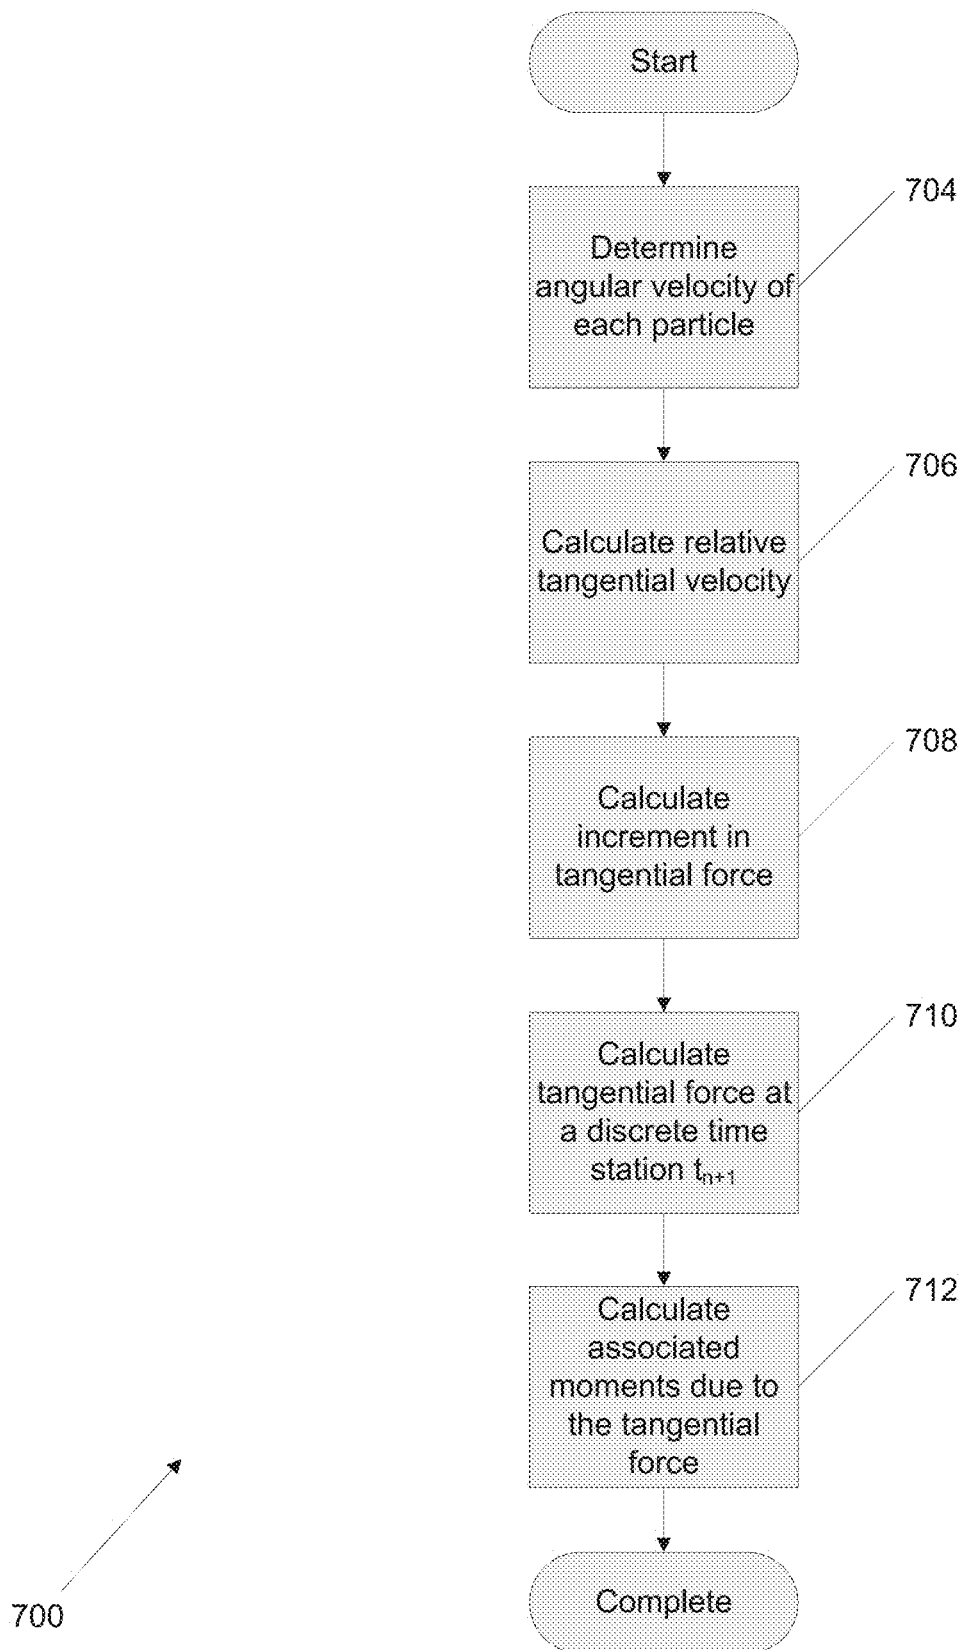 Start
704
Determine
angular velocity of
each particle
706
Calculate relative
tangential velocity
708
Calculate
increment in
tangential force
710
Calculate
tangential force at
a discrete time
station tn+1
712
Calculate
associated
moments due to
the tangential
force
Complete
700